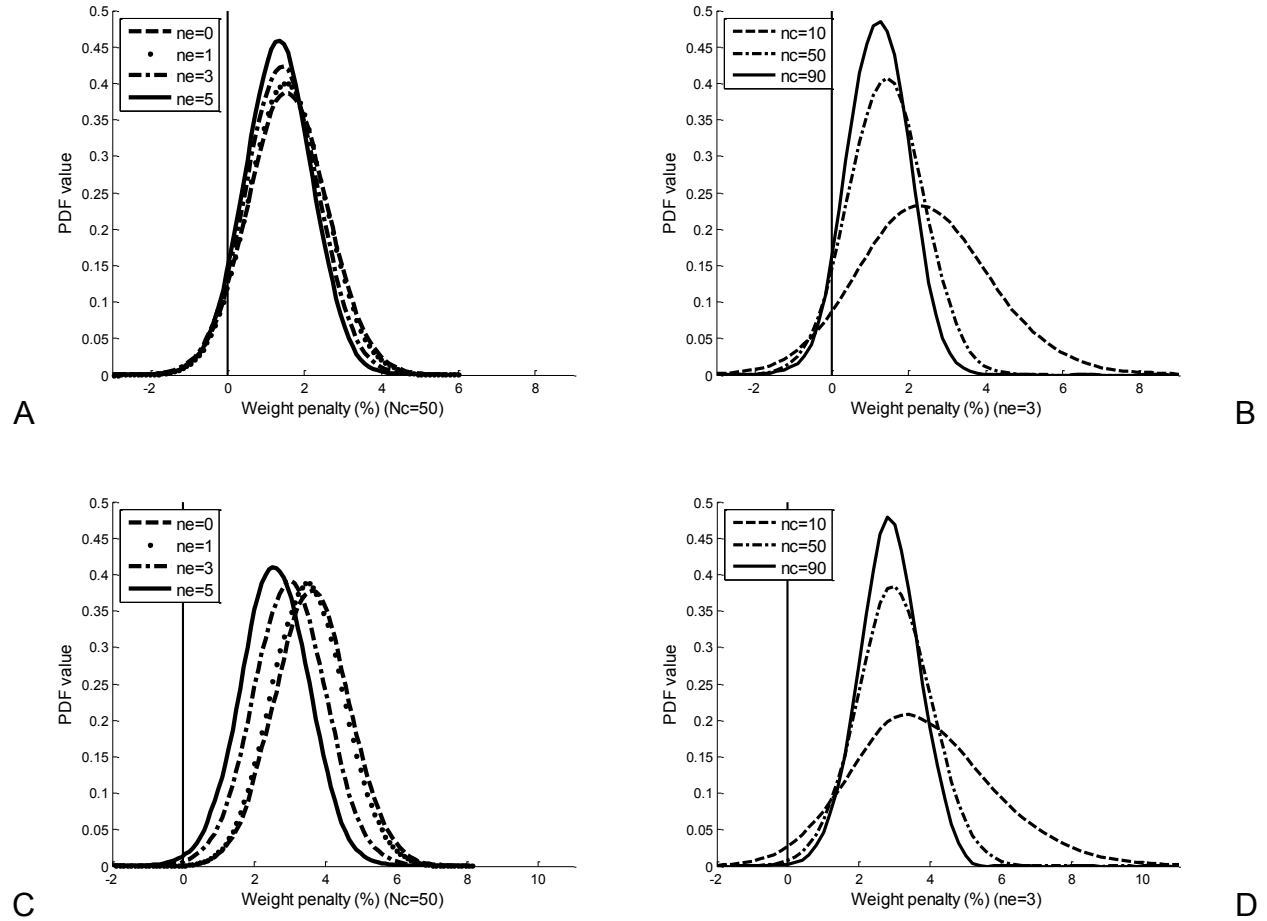 0.5
0.45
0.4
0.35
0.3
0.25
0.2
0.15
0.1
0.05
0
PDF value
ne=0
ne=1
ne=3
ne=5
-2 0 2 4 6 8
Weight penalty (%) (Nc=50)
A
0.5
0.45
0.4
0.35
0.3
0.25
0.2
0.15
0.1
0.05
0
PDF value
nc=10
nc=50
nc=90
-2 0 2 4 6 8
Weight penalty (%) (ne=3)
B
0.5
0.45
0.4
0.35
0.3
0.25
0.2
0.15
0.1
0.05
0
PDF value
ne=0
ne=1
ne=3
ne=5
-2 0 2 4 6 8 10
Weight penalty (%) (Nc=50)
C
0.5
0.45
0.4
0.35
0.3
0.25
0.2
0.15
0.1
0.05
0
PDF value
nc=10
nc=50
nc=90
-2 0 2 4 6 8 10
Weight penalty (%) (ne=3)
D